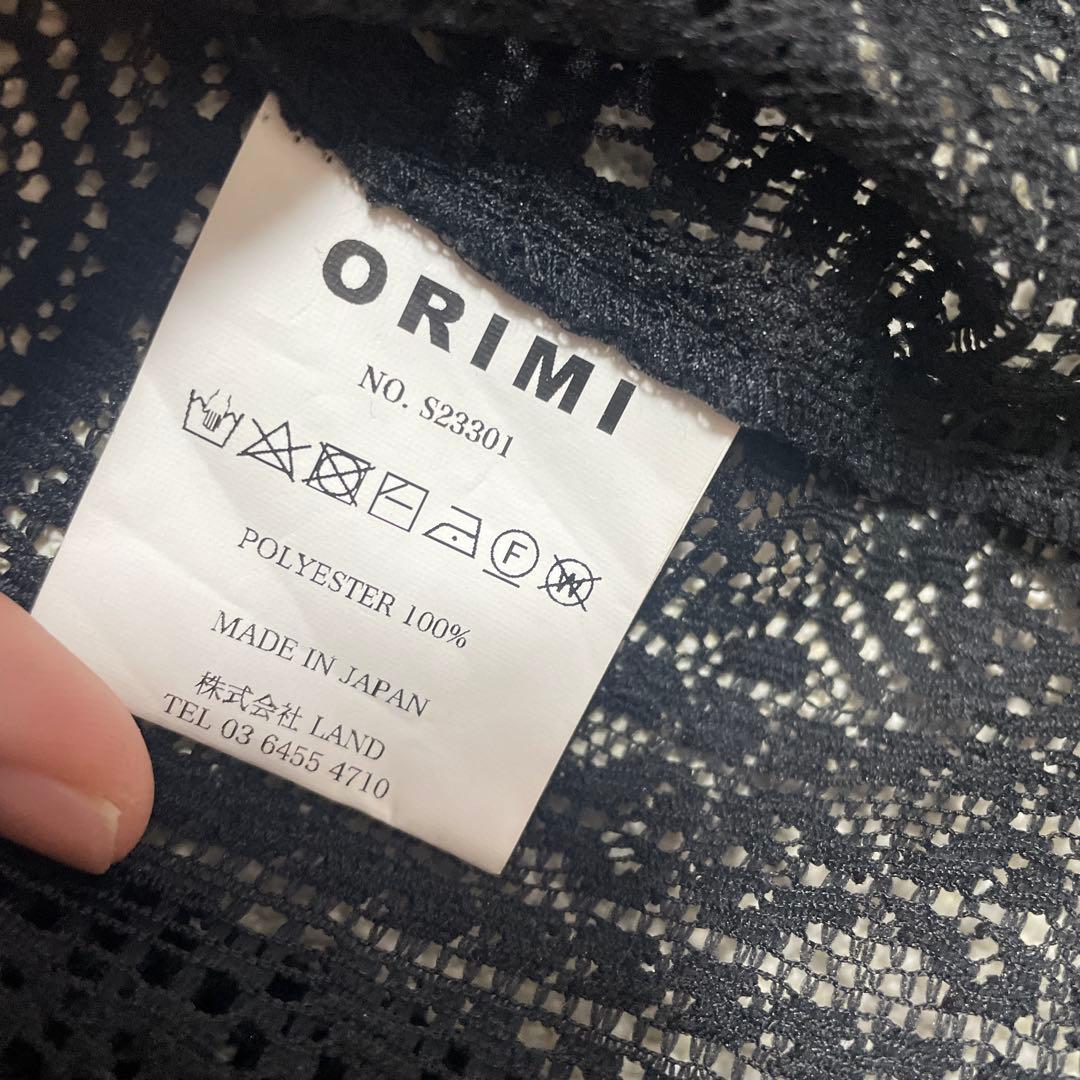 ORIMI
NO. S23301
F W
POLYESTER 100%
MADE IN JAPAN
株式会社 LAND
TEL 03 6455 4710